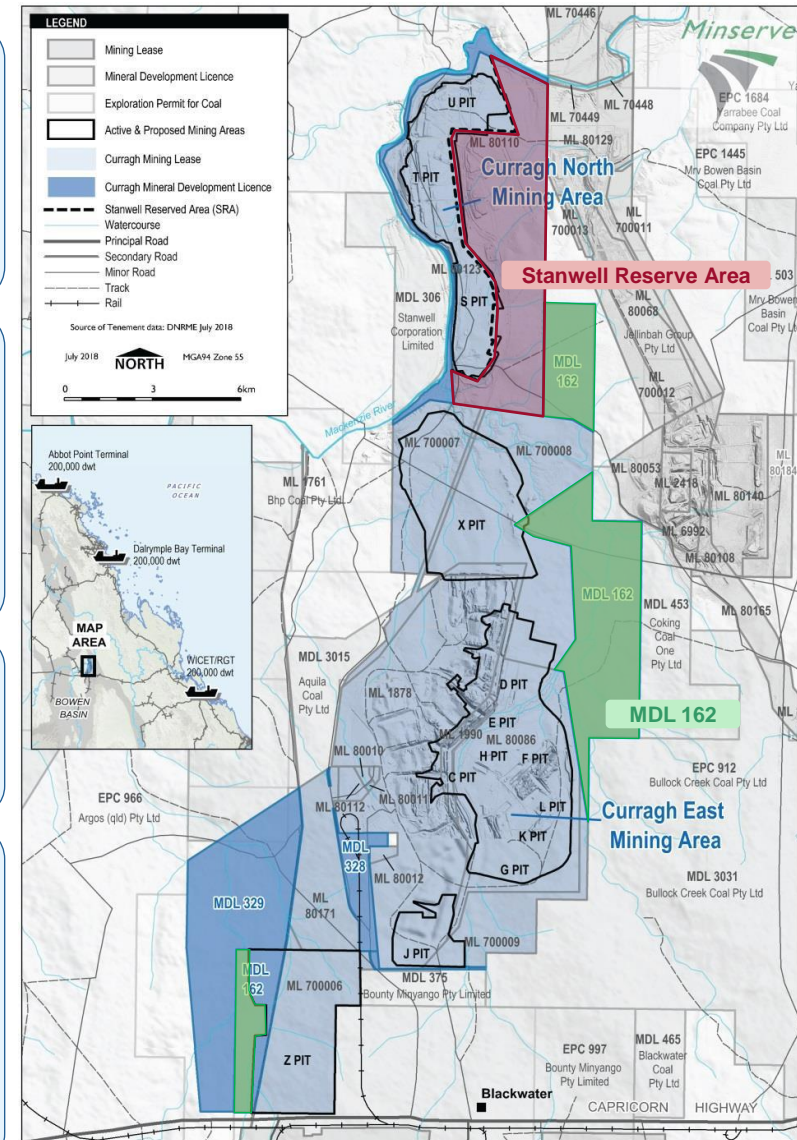 LEGEND
Mining Lease
Mineral Development Licence
Exploration Permit for Coal
Active & Proposed Mining Areas
Curragh Mining Lease
Curragh Mineral Development Licence
Stanwell Reserved Area (SRA)
Watercourse
Principal Road
Secondary Road
Minor Road
Track
Rail
Source of Tenement data: DNRME July 2018
July 2018
NORTH
MGA94 Zone 55
0 3 6km
Minserve
ML 70446
ML 70448
ML 70449
EPC 1684
Yarrabee Coal
Company Pty Ltd
U PIT
ML 80110
ML 80129
EPC 1445
Mrv Bowen Basin
Coal Pty Ltd
T PIT
Curragh North
Mining Area
ML
700013
ML
700011
ML 80123
Stanwell Reserve Area
503
Mrv Bowen
Basin
Coal Pty Ltd
MDL 306
Stanwell
Corporation
Limited
S PIT
ML
80068
Jellinbah Group
Pty Ltd
MDL
162
ML
700012
Mackenzie River
ML 700007
ML 700008
ML 1761
Bhp Coal Pty Ltd
ML 80053
ML 2418
ML 80140
ML
80184
X PIT
ML 6992
ML 80108
Abbot Point Terminal
200,000 dwt
PACIFIC
OCEAN
Dalrymple Bay Terminal
200,000 dwt
MAP
AREA
WICET/RGT
200,000 dwt
BOWEN
BASIN
MDL 162
MDL 453
Coking
Coal
One
Pty Ltd
ML 80165
MDL 3015
Aquila
Coal
Pty Ltd
ML 1878
D PIT
E PIT
MDL 162
ML
ML 1990
ML 80086
H PIT
F PIT
ML 80010
C PIT
EPC 912
Bullock Creek Coal Pty Ltd
EPC 966
Argos (qld) Pty Ltd
ML 80112
ML 80011
L PIT
Curragh East
Mining Area
K PIT
MDL
328
ML 80012
G PIT
MDL 3031
Bullock Creek Coal Pty Ltd
MDL 329
ML
80171
J PIT
ML 700009
MDL
162
ML 700006
MDL 375
Bounty Minyango Pty Limited
Z PIT
EPC 997
Bounty Minyango
Pty Limited
MDL 465
Blackwater
Coal
Pty Ltd
Blackwater
CAPRICORN HIGHWAY